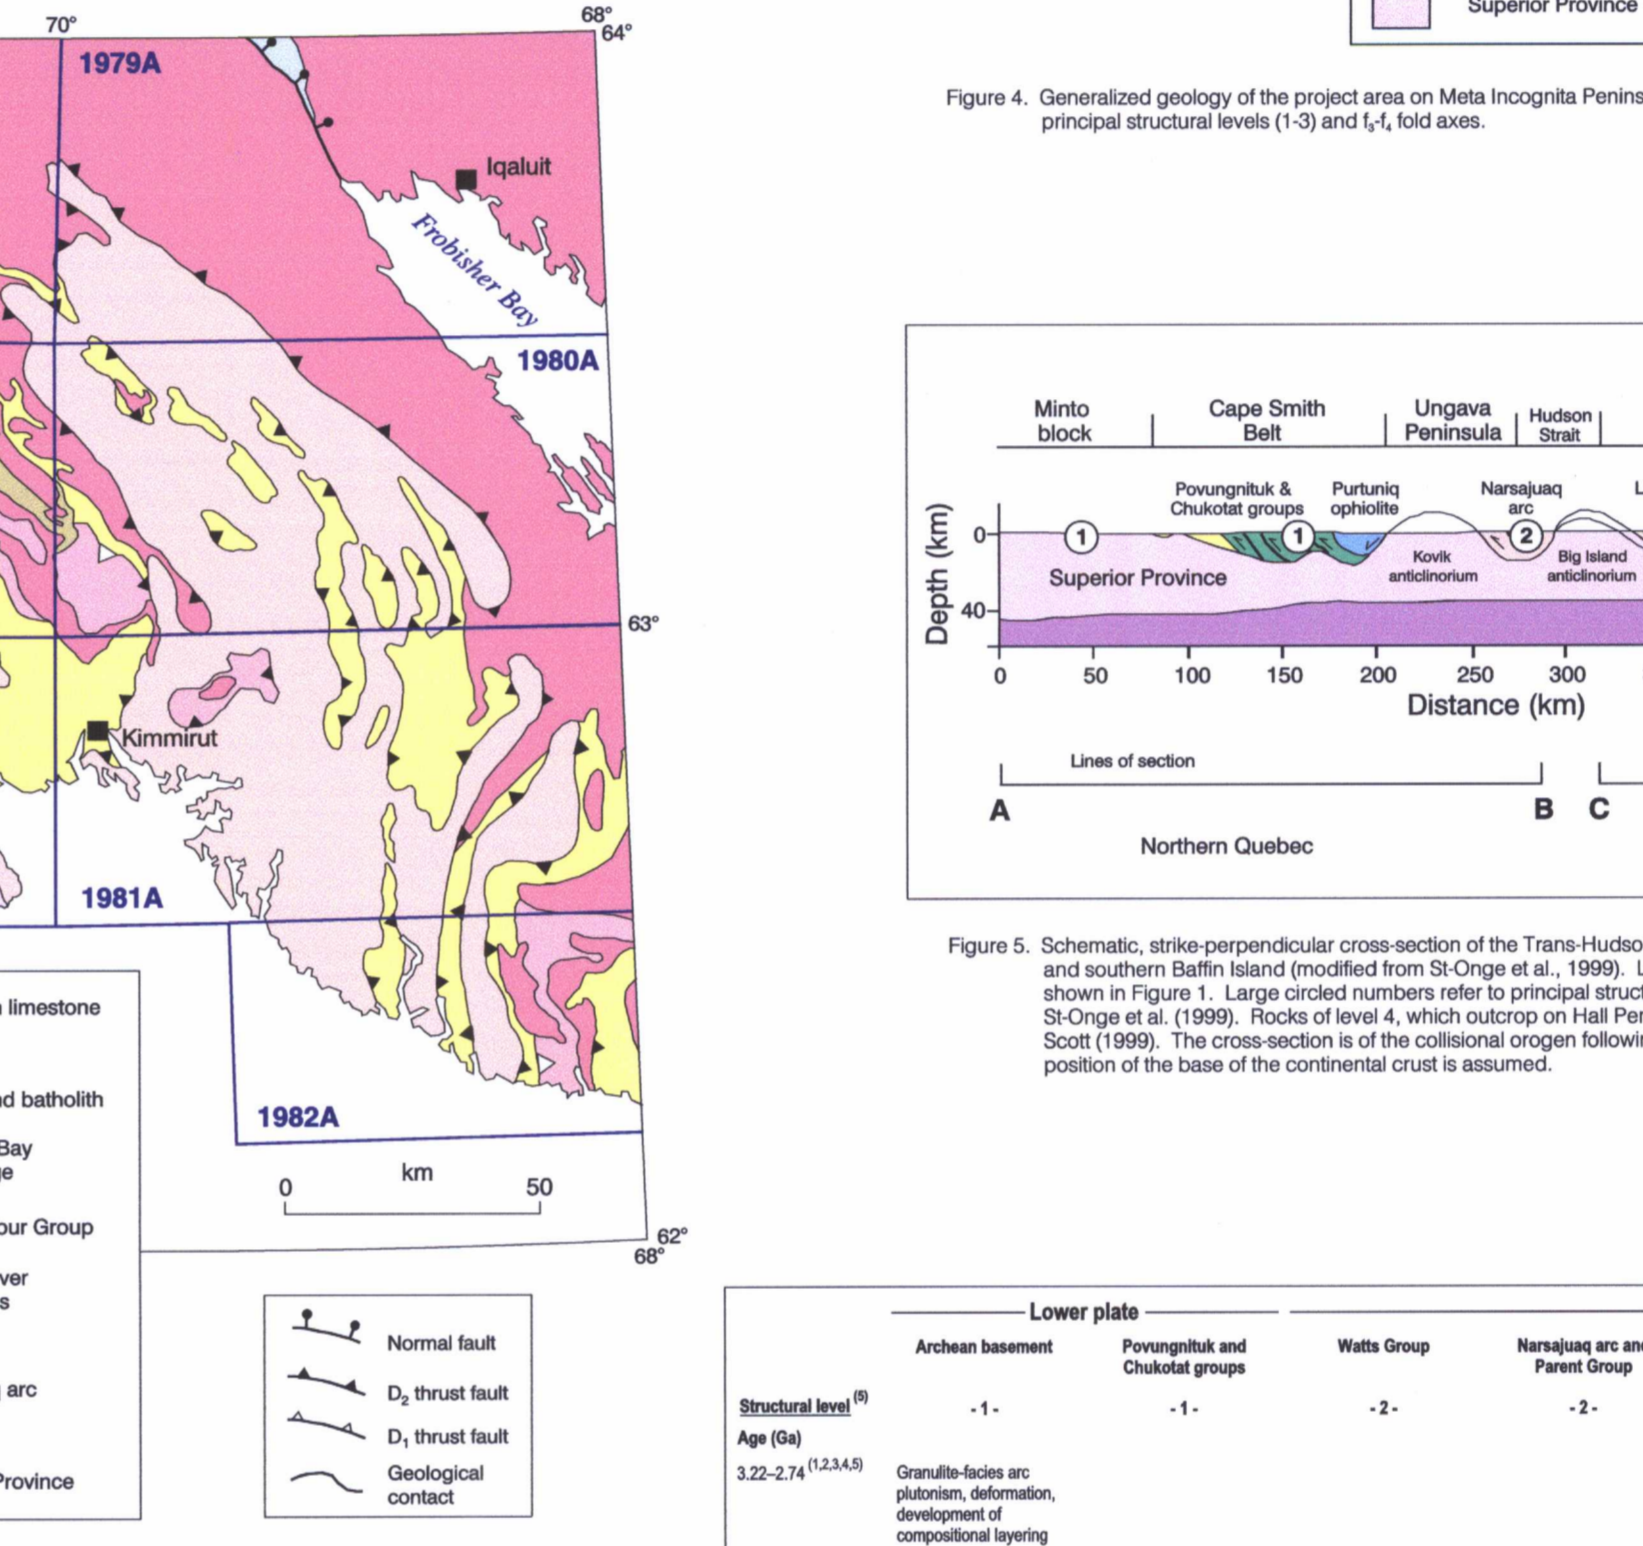 70°
68°
64°
1979A
Iqaluit
Frobisher Bay
1980A
63°
Kimmirut
1981A
1982A
km
0 50
62°
68°
limestone
batholith
Bay
Group
arc
Province
Normal fault
D₂ thrust fault
D₁ thrust fault
Geological
contact
Superior Province
Figure 4. Generalized geology of the project area on Meta Incognita
principal structural levels (1-3) and f₃-f₄ fold axes.
Minto
block
Cape Smith
Belt
Ungava
Peninsula
Hudson
Strait
Povungnituk &
Chukotat groups
Purtuniq
ophiolite
Narsajuaq
arc
Depth (km)
0
40
1
1
2
Superior Province
Kovik
anticlinorium
Big Island
anticlinorium
0 50 100 150 200 250 300
Distance (km)
Lines of section
A B C
Northern Quebec
Figure 5. Schematic, strike-perpendicular cross-section of the
and southern Baffin Island (modified from St-Onge et al., 1999).
shown in Figure 1. Large circled numbers refer to principal
St-Onge et al. (1999). Rocks of level 4, which outcrop on Hall
Scott (1999). The cross-section is of the collisional orogen
position of the base of the continental crust is assumed.
Lower plate
Archean basement
Povungnituk and
Chukotat groups
Watts Group
Narsajuaq arc
Parent Group
Structural level (5) - 1 - - 1 - - 2 - - 2 -
Age (Ga)
3.22–2.74 (1,2,3,4,5)
Granulite-facies arc
plutonism, deformation,
development of
compositional layering